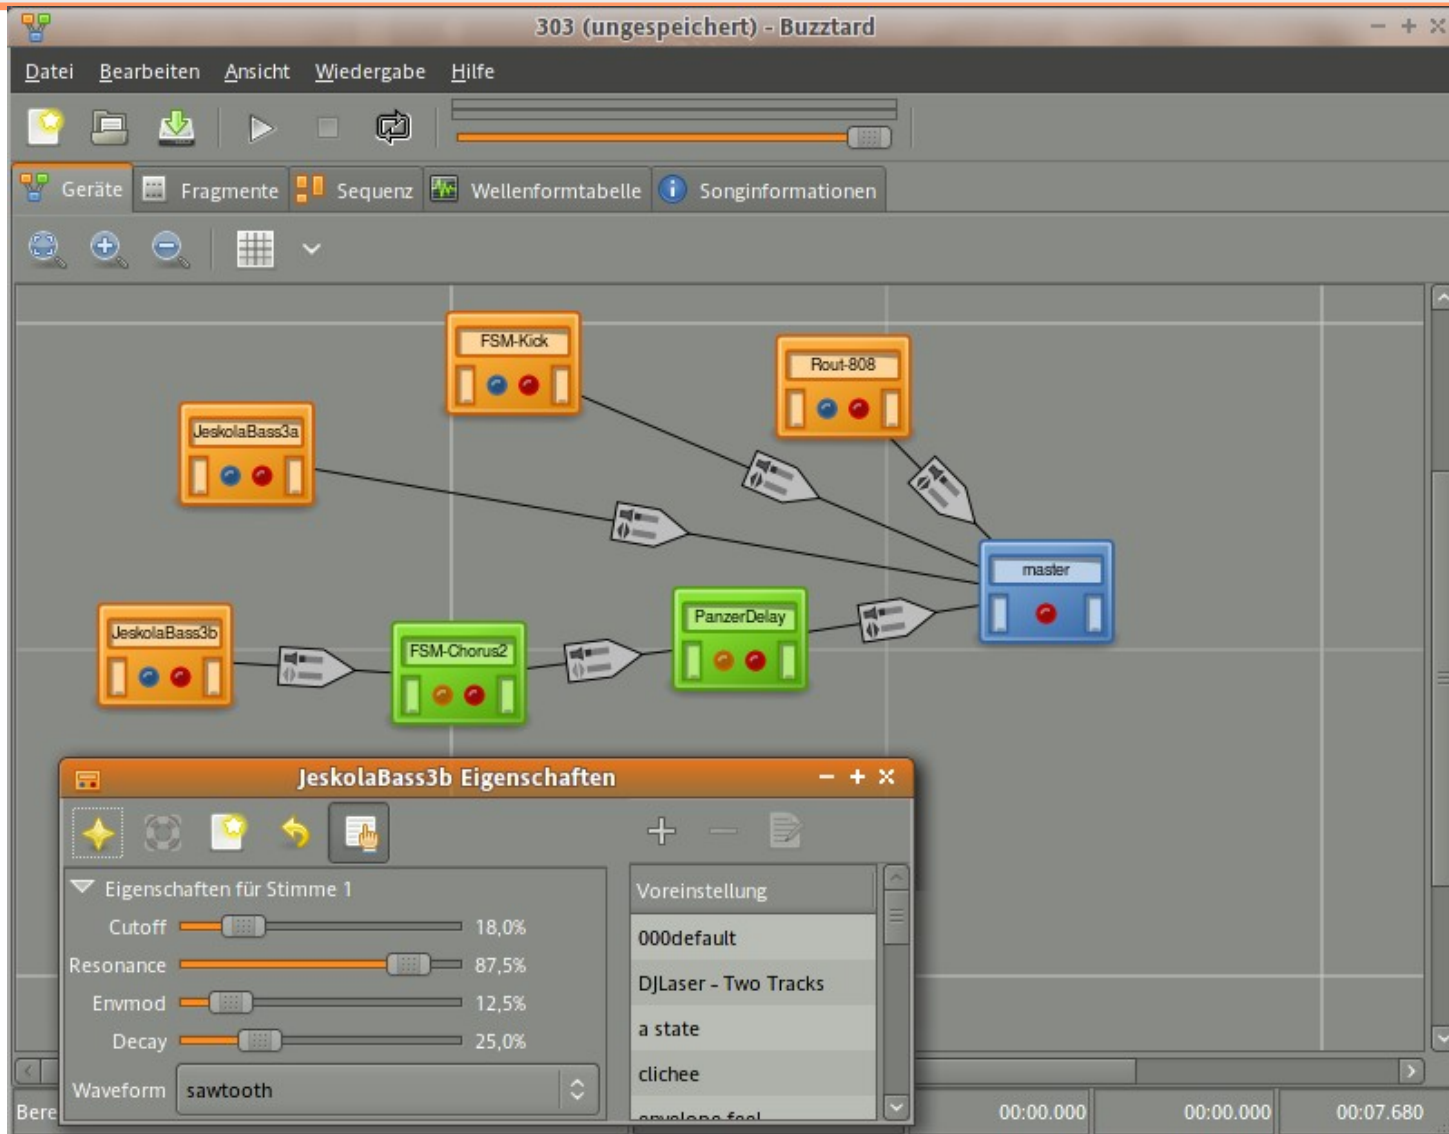 303 (ungespeichert) - Buzztard
Datei Bearbeiten Ansicht Wiedergabe Hilfe
Geräte Fragmente Sequenz Wellenformtabelle Songinformationen
FSM-Kick
Rout-808
JeskolaBass3a
master
PanzerDelay
JeskolaBass3b
FSM-Chorus2
JeskolaBass3b Eigenschaften
Eigenschaften für Stimme 1
Cutoff 18,0%
Resonance 87,5%
Envmod 12,5%
Decay 25,0%
Waveform sawtooth
Voreinstellung
000default
DJLaser - Two Tracks
a state
clichee
Bere
00:00.000 00:00.000 00:07.680